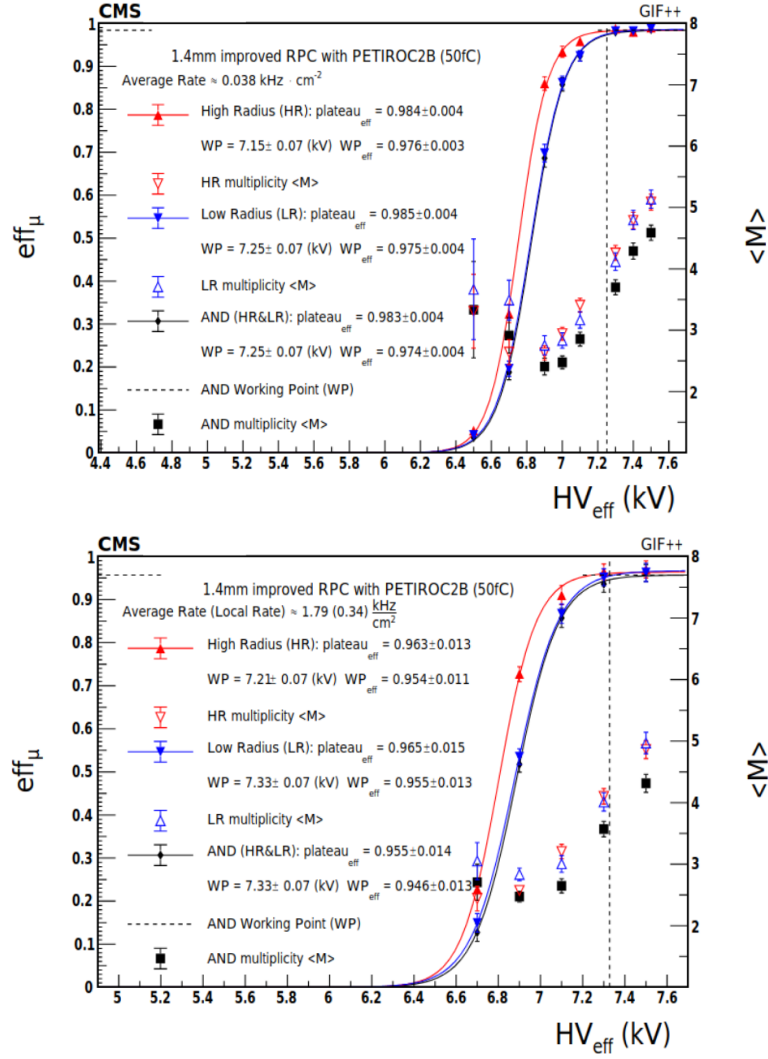 CMS GIF++
1.4mm improved RPC with PETIROC2B (50fC)
Average Rate ≈ 0.038 kHz · cm-2
High Radius (HR): plateau eff = 0.984±0.004
WP = 7.15± 0.07 (kV) WP eff = 0.976±0.003
HR multiplicity <M>
Low Radius (LR): plateau eff = 0.985±0.004
WP = 7.25± 0.07 (kV) WP eff = 0.975±0.004
LR multiplicity <M>
AND (HR&LR): plateau eff = 0.983±0.004
WP = 7.25± 0.07 (kV) WP eff = 0.974±0.004
AND Working Point (WP)
AND multiplicity <M>
effμ
1
0.9
0.8
0.7
0.6
0.5
0.4
0.3
0.2
0.1
0
<M>
8
7
6
5
4
3
2
4.4 4.6 4.8 5 5.2 5.4 5.6 5.8 6 6.2 6.4 6.6 6.8 7 7.2 7.4 7.6
HVeff (kV)
CMS GIF++
1.4mm improved RPC with PETIROC2B (50fC)
Average Rate (Local Rate) ≈ 1.79 (0.34) kHz/cm2
High Radius (HR): plateau eff = 0.963±0.013
WP = 7.21± 0.07 (kV) WP eff = 0.954±0.011
HR multiplicity <M>
Low Radius (LR): plateau eff = 0.965±0.015
WP = 7.33± 0.07 (kV) WP eff = 0.955±0.013
LR multiplicity <M>
AND (HR&LR): plateau eff = 0.955±0.014
WP = 7.33± 0.07 (kV) WP eff = 0.946±0.013
AND Working Point (WP)
AND multiplicity <M>
effμ
1
0.9
0.8
0.7
0.6
0.5
0.4
0.3
0.2
0.1
0
<M>
8
7
6
5
4
3
2
5 5.2 5.4 5.6 5.8 6 6.2 6.4 6.6 6.8 7 7.2 7.4 7.6
HVeff (kV)